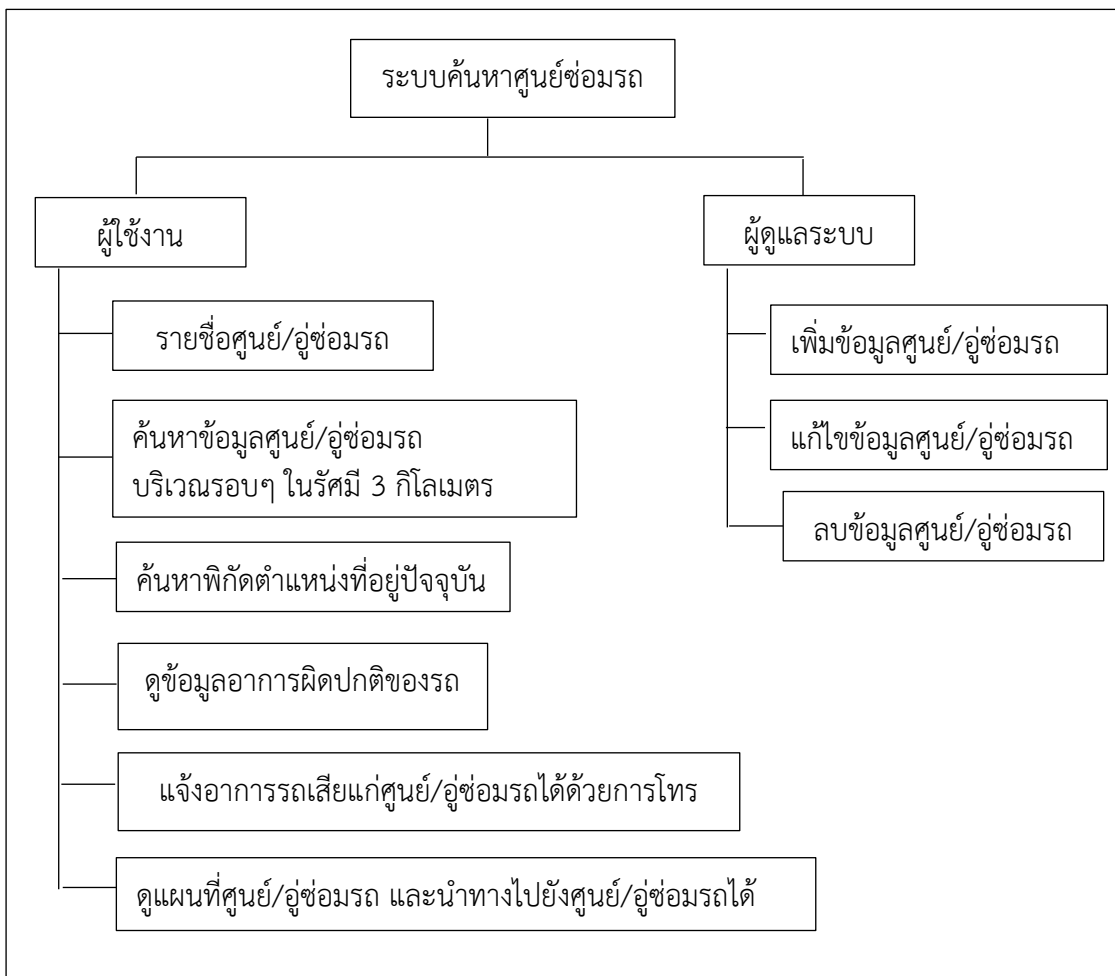 ระบบค้นหาศูนย์ซ่อมรถ
ผู้ใช้งาน
รายชื่อศูนย์/อู่ซ่อมรถ
ค้นหาข้อมูลศูนย์/อู่ซ่อมรถ
บริเวณรอบๆ ในรัศมี 3 กิโลเมตร
ค้นหาพิกัดตำแหน่งที่อยู่ปัจจุบัน
ดูข้อมูลอาการผิดปกติของรถ
แจ้งอาการรถเสียแก่ศูนย์/อู่ซ่อมรถได้ด้วยการโทร
ดูแผนที่ศูนย์/อู่ซ่อมรถ และนำทางไปยังศูนย์/อู่ซ่อมรถได้
ผู้ดูแลระบบ
เพิ่มข้อมูลศูนย์/อู่ซ่อมรถ
แก้ไขข้อมูลศูนย์/อู่ซ่อมรถ
ลบข้อมูลศูนย์/อู่ซ่อมรถ